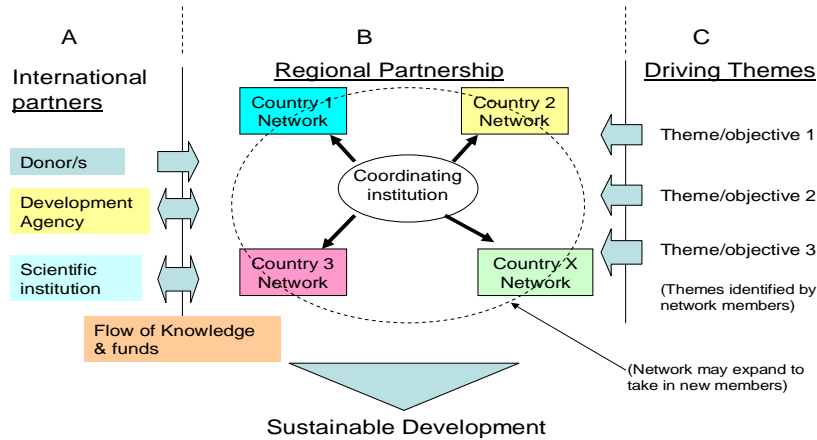 A
B
C
International
partners
Regional Partnership
Driving Themes
Country 1
Network
Country 2
Network
Theme/objective 1
Donor/s
Coordinating
institution
Development
Agency
Theme/objective 2
Country 3
Network
Country X
Network
Theme/objective 3
Scientific
institution
(Themes identified by
network members)
Flow of Knowledge
& funds
(Network may expand to
take in new members)
Sustainable Development